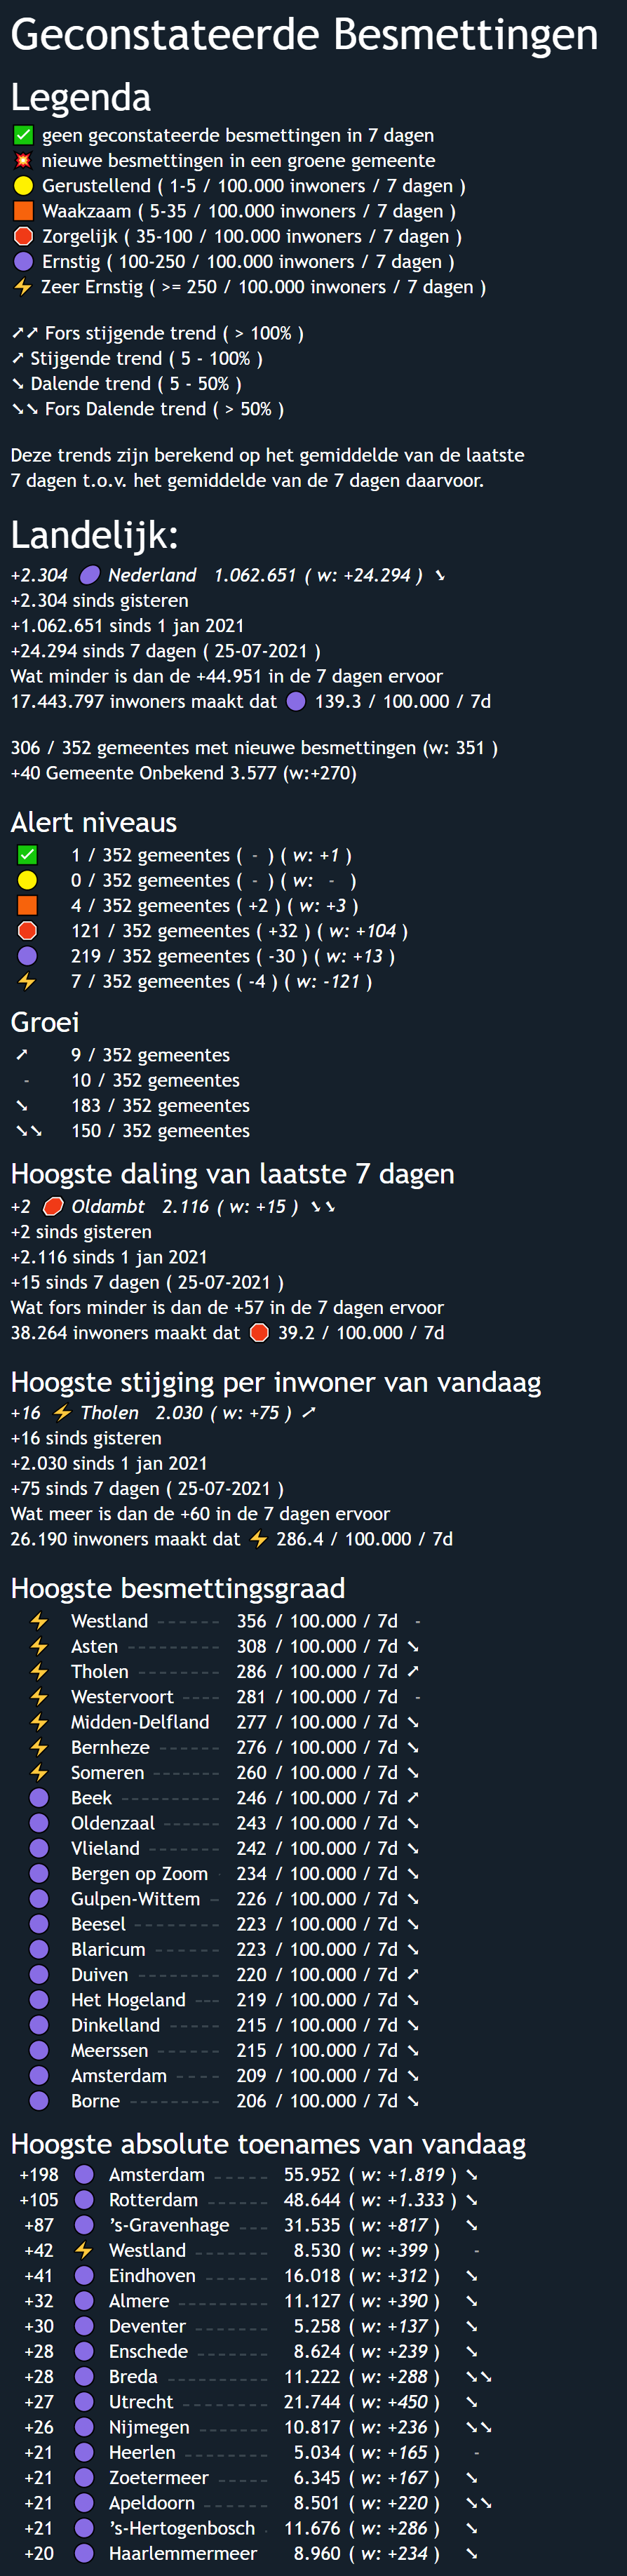 Geconstateerde Besmettingen
Legenda
✅ geen geconstateerde besmettingen in 7 dagen
💥 nieuwe besmettingen in een groene gemeente
🟡 Gerustellend ( 1-5 / 100.000 inwoners / 7 dagen )
🟧 Waakzaam ( 5-35 / 100.000 inwoners / 7 dagen )
🛑 Zorgelijk ( 35-100 / 100.000 inwoners / 7 dagen )
🟣 Ernstig ( 100-250 / 100.000 inwoners / 7 dagen )
⚡ Zeer Ernstig ( >= 250 / 100.000 inwoners / 7 dagen )
➚➚ Fors stijgende trend ( > 100% )
➚ Stijgende trend ( 5 - 100% )
➘ Dalende trend ( 5 - 50% )
➘➘ Fors Dalende trend ( > 50% )
Deze trends zijn berekend op het gemiddelde van de laatste
7 dagen t.o.v. het gemiddelde van de 7 dagen daarvoor.
Landelijk:
+2.304 🟣 Nederland 1.062.651 ( w: +24.294 ) ➘
+2.304 sinds gisteren
+1.062.651 sinds 1 jan 2021
+24.294 sinds 7 dagen ( 25-07-2021 )
Wat minder is dan de +44.951 in de 7 dagen ervoor
17.443.797 inwoners maakt dat 🟣 139.3 / 100.000 / 7d
306 / 352 gemeentes met nieuwe besmettingen (w: 351 )
+40 Gemeente Onbekend 3.577 (w:+270)
Alert niveaus
✅ 1 / 352 gemeentes ( - ) ( w: +1 )
🟡 0 / 352 gemeentes ( - ) ( w: - )
🟧 4 / 352 gemeentes ( +2 ) ( w: +3 )
🛑 121 / 352 gemeentes ( +32 ) ( w: +104 )
🟣 219 / 352 gemeentes ( -30 ) ( w: +13 )
⚡ 7 / 352 gemeentes ( -4 ) ( w: -121 )
Groei
➚ 9 / 352 gemeentes
- 10 / 352 gemeentes
➘ 183 / 352 gemeentes
➘➘ 150 / 352 gemeentes
Hoogste daling van laatste 7 dagen
+2 🛑 Oldambt 2.116 ( w: +15 ) ➘➘
+2 sinds gisteren
+2.116 sinds 1 jan 2021
+15 sinds 7 dagen ( 25-07-2021 )
Wat fors minder is dan de +57 in de 7 dagen ervoor
38.264 inwoners maakt dat 🛑 39.2 / 100.000 / 7d
Hoogste stijging per inwoner van vandaag
+16 ⚡ Tholen 2.030 ( w: +75 ) ➚
+16 sinds gisteren
+2.030 sinds 1 jan 2021
+75 sinds 7 dagen ( 25-07-2021 )
Wat meer is dan de +60 in de 7 dagen ervoor
26.190 inwoners maakt dat ⚡ 286.4 / 100.000 / 7d
Hoogste besmettingsgraad
⚡ Westland ------ 356 / 100.000 / 7d -
⚡ Asten --------- 308 / 100.000 / 7d ➘
⚡ Tholen -------- 286 / 100.000 / 7d ➚
⚡ Westervoort ---- 281 / 100.000 / 7d -
⚡ Midden-Delfland 277 / 100.000 / 7d ➘
⚡ Bernheze ------ 276 / 100.000 / 7d ➘
⚡ Someren ------- 260 / 100.000 / 7d ➘
🟣 Beek ---------- 246 / 100.000 / 7d ➚
🟣 Oldenzaal ------ 243 / 100.000 / 7d ➘
🟣 Vlieland ------- 242 / 100.000 / 7d ➘
🟣 Bergen op Zoom 234 / 100.000 / 7d ➘
🟣 Gulpen-Wittem - 226 / 100.000 / 7d ➘
🟣 Beesel -------- 223 / 100.000 / 7d ➘
🟣 Blaricum ------ 223 / 100.000 / 7d ➘
🟣 Duiven -------- 220 / 100.000 / 7d ➚
🟣 Het Hogeland --- 219 / 100.000 / 7d ➘
🟣 Dinkelland ----- 215 / 100.000 / 7d ➘
🟣 Meerssen ------ 215 / 100.000 / 7d ➘
🟣 Amsterdam ---- 209 / 100.000 / 7d ➘
🟣 Borne --------- 206 / 100.000 / 7d ➘
Hoogste absolute toenames van vandaag
+198 🟣 Amsterdam ----- 55.952 ( w: +1.819 ) ➘
+105 🟣 Rotterdam ------ 48.644 ( w: +1.333 ) ➘
+87 🟣 's-Gravenhage --- 31.535 ( w: +817 ) ➘
+42 ⚡ Westland ------- 8.530 ( w: +399 ) -
+41 🟣 Eindhoven ------ 16.018 ( w: +312 ) ➘
+32 🟣 Almere --------- 11.127 ( w: +390 ) ➘
+30 🟣 Deventer ------- 5.258 ( w: +137 ) ➘
+28 🟣 Enschede ------- 8.624 ( w: +239 ) ➘
+28 🟣 Breda ---------- 11.222 ( w: +288 ) ➘➘
+27 🟣 Utrecht -------- 21.744 ( w: +450 ) ➘
+26 🟣 Nijmegen ------- 10.817 ( w: +236 ) ➘➘
+21 🟣 Heerlen -------- 5.034 ( w: +165 ) -
+21 🟣 Zoetermeer ----- 6.345 ( w: +167 ) ➘
+21 🟣 Apeldoorn ------ 8.501 ( w: +220 ) ➘➘
+21 🟣 's-Hertogenbosch 11.676 ( w: +286 ) ➘
+20 🟣 Haarlemmermeer 8.960 ( w: +234 ) ➘